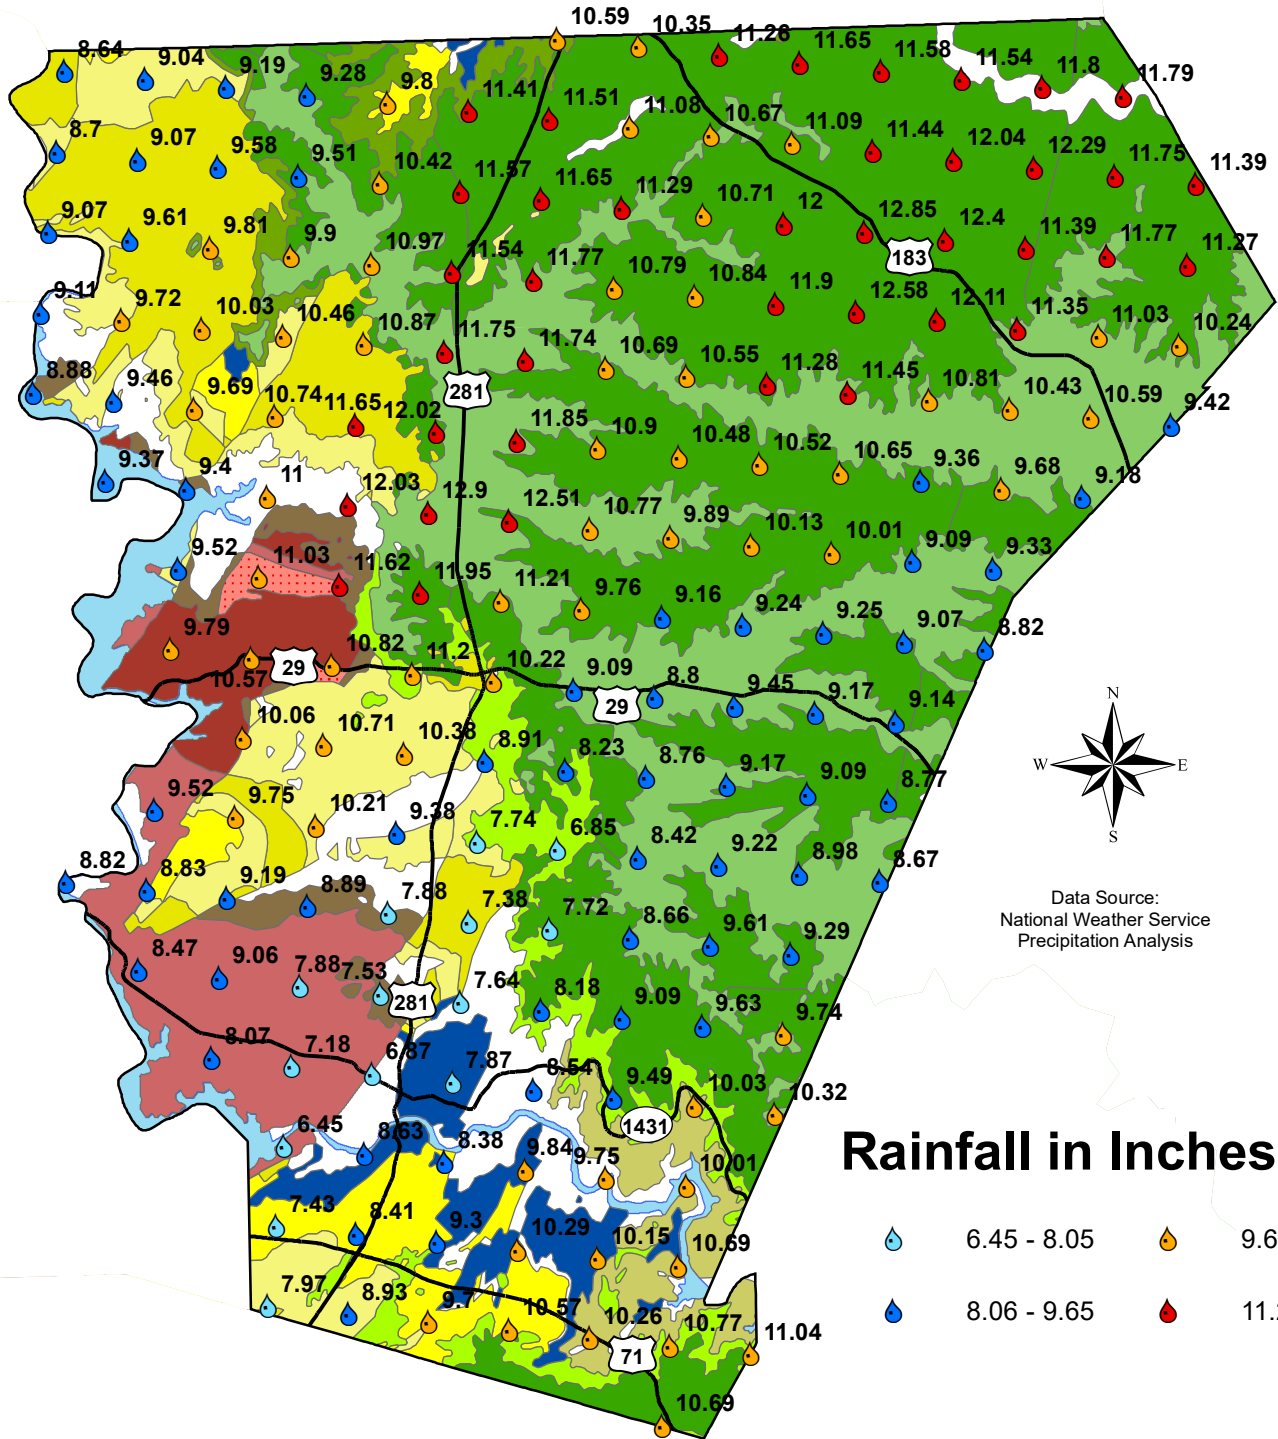 10.59 10.35 11.26 11.65 11.58 11.54 11.8 11.79
8.64 9.04 9.19 9.28 9.8 11.41 11.51 11.08 10.67 11.09 11.44 12.04 12.29 11.75 11.39
8.7 9.07 9.58 9.51 10.42 11.57 11.65 11.29 10.71 12 12.85 12.4 11.39 11.77 11.27
9.07 9.61 9.81 9.9 10.97 11.54 11.77 10.79 10.84 11.9 12.58 12.11 11.35 11.03 10.24
183
9.11 9.72 10.03 10.46 10.87 11.75 11.74 10.69 10.55 11.28 11.45 10.81 10.43 10.59 9.42
281
8.88 9.46 9.69 10.74 11.65 12.02 11.85 10.9 10.48 10.52 10.65 9.36 9.68 9.18
9.37 9.4 11 12.03 12.9 12.51 10.77 9.89 10.13 10.01 9.09 9.33
9.52 11.03 11.62 11.95 11.21 9.76 9.16 9.24 9.25 9.07 8.82
9.79 10.57 10.82 11.2 10.22 9.09 8.8 9.45 9.17 9.14
29
29
10.06 10.71 10.38 8.91 8.23 8.76 9.17 9.09 8.77
9.52 9.75 10.21 9.38 7.74 6.85 8.42 9.22 8.98 8.67
8.82 8.83 9.19 8.89 7.88 7.38 7.72 8.66 9.61 9.29
8.47 9.06 7.88 7.53 7.64 8.18 9.09 9.63 9.74
281
8.07 7.18 6.87 7.87 8.54 9.49 10.03 10.32
1431
6.45 8.63 8.38 9.84 9.75 10.01
7.43 8.41 9.3 10.29 10.15 10.69
7.97 8.93 9.7 10.57 10.26 10.77 11.04
71
10.69
N
W E
S
Data Source:
National Weather Service
Precipitation Analysis
Rainfall in Inches
6.45 - 8.05 9.6
8.06 - 9.65